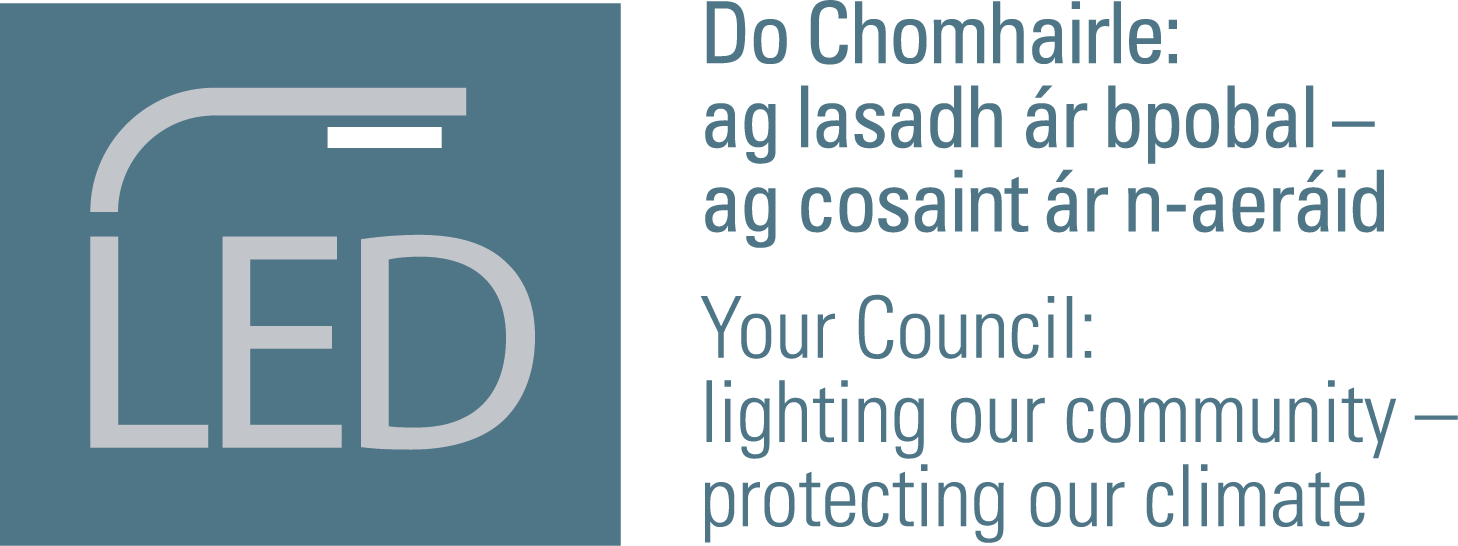 LED
Do Chomhairle:
ag lasadh ár bpobal –
ag cosaint ár n-aeráid
Your Council:
lighting our community –
protecting our climate